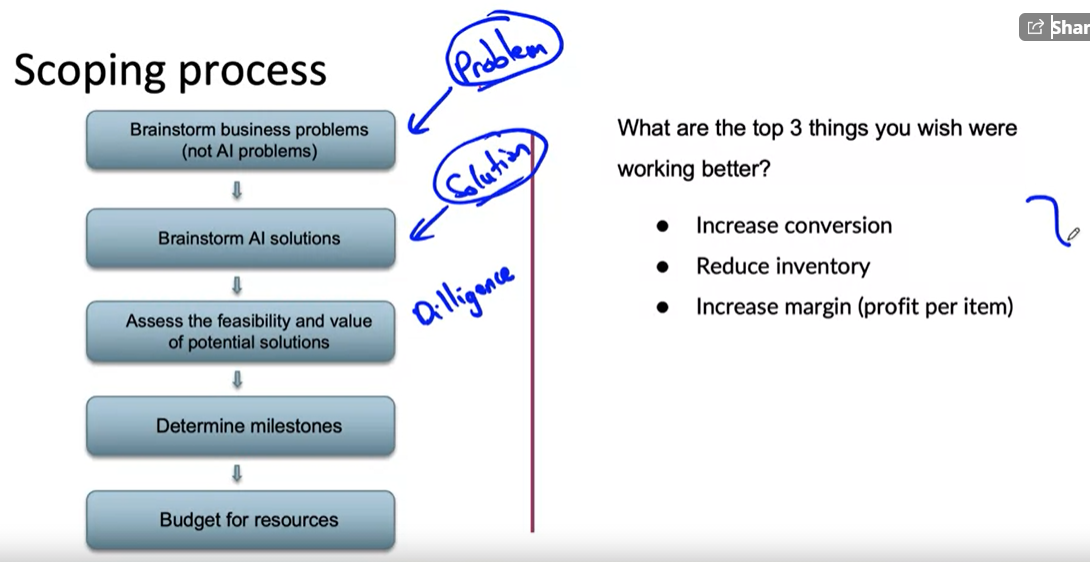 Shar
Scoping process
Problem
Brainstorm business problems
(not AI problems)
Solution
Brainstorm AI solutions
Dilligence
Assess the feasibility and value
of potential solutions
Determine milestones
Budget for resources
What are the top 3 things you wish were
working better?
● Increase conversion
● Reduce inventory
● Increase margin (profit per item)